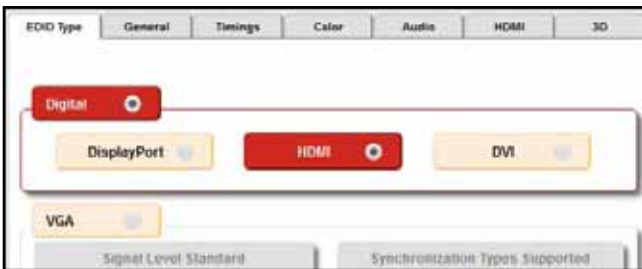 EDID Type General Timings Color Audio HDMI 3D
Digital
DisplayPort HDMI DVI
VGA
Signal Level Standard Synchronization Types Supported